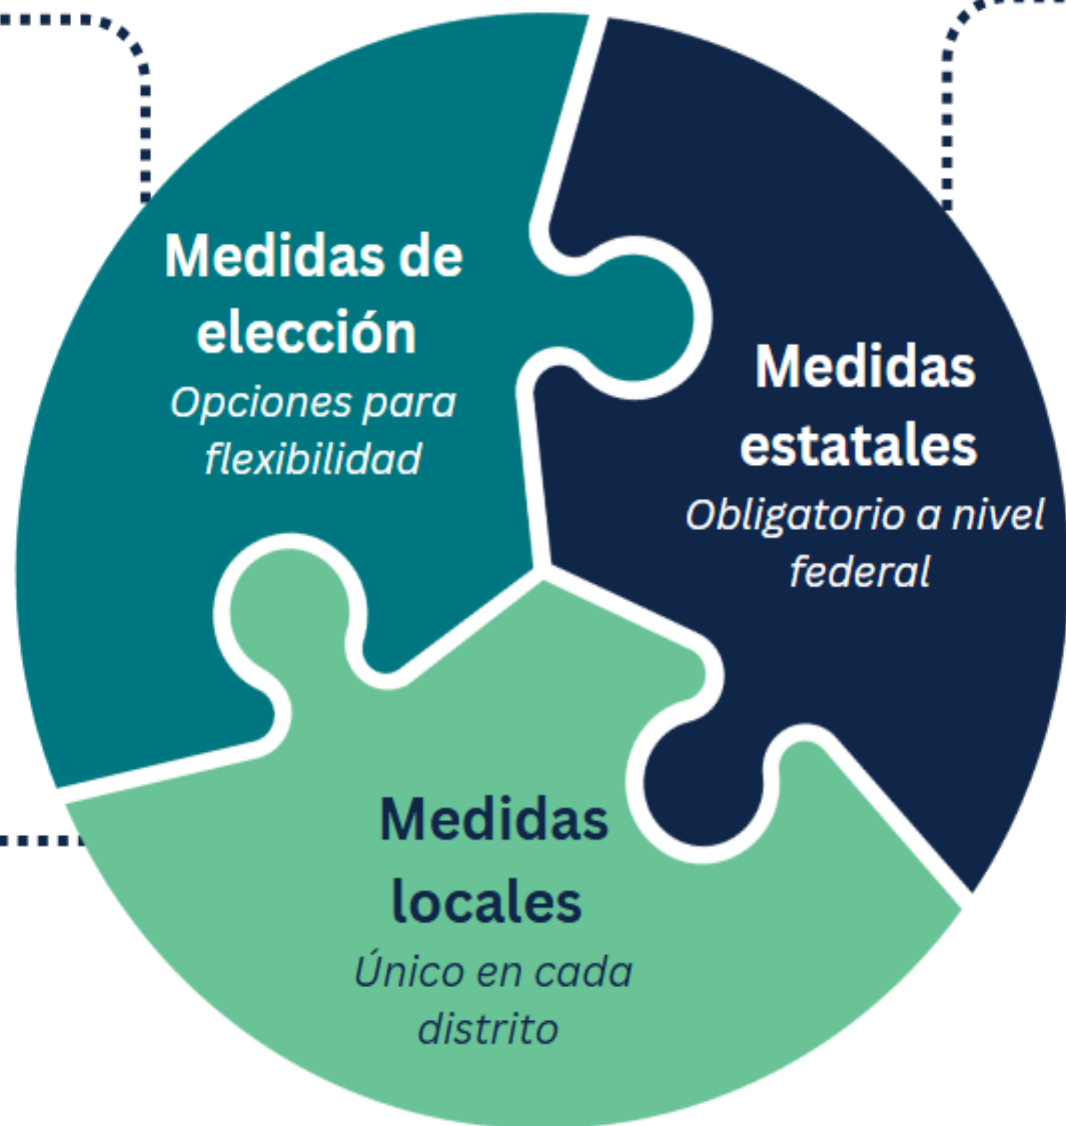 Medidas de
elección
Opciones para
flexibilidad
Medidas
estatales
Obligatorio a nivel
federal
Medidas
locales
Único en cada
distrito